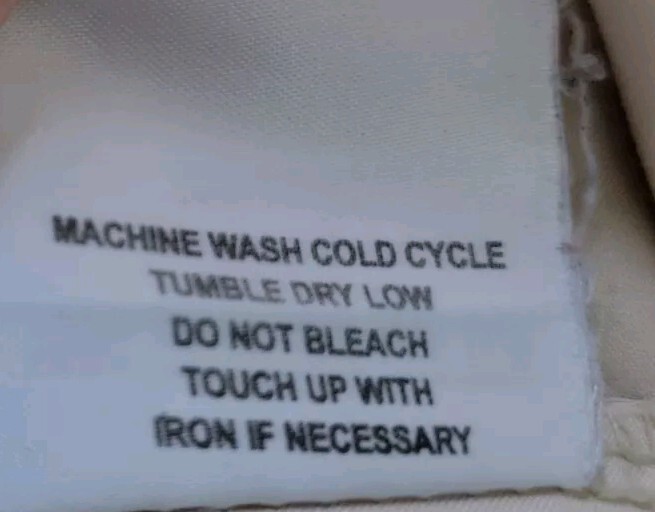 MACHINE WASH COLD CYCLE
TUMBLE DRY LOW
DO NOT BLEACH
TOUCH UP WITH
IRON IF NECESSARY